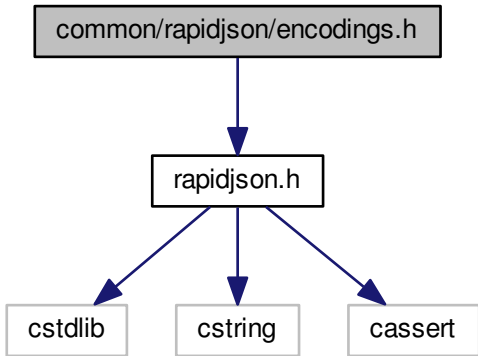 common/rapidjson/encodings.h
rapidjson.h
cstdlib
cstring
cassert